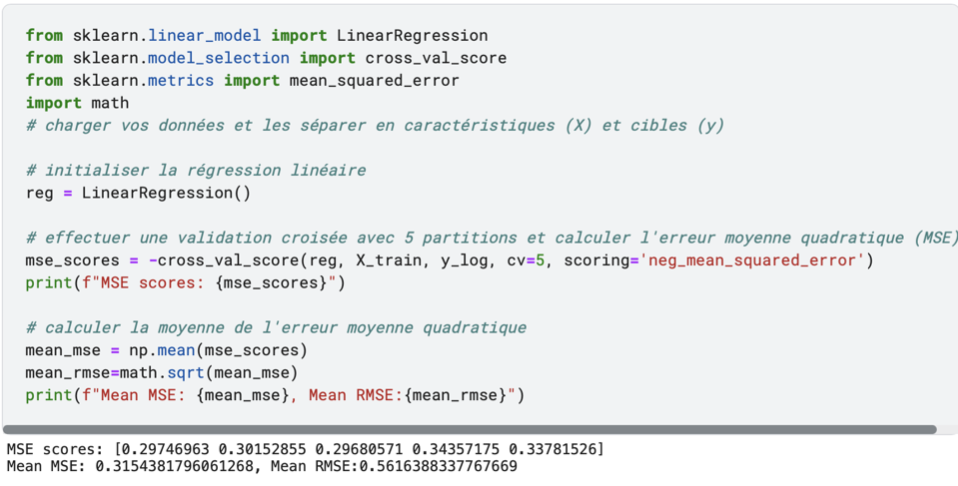 from sklearn.linear_model import LinearRegression
from sklearn.model_selection import cross_val_score
from sklearn.metrics import mean_squared_error
import math
# charger vos données et les séparer en caractéristiques (X) et cibles (y)
# initialiser la régression linéaire
reg = LinearRegression()
# effectuer une validation croisée avec 5 partitions et calculer l'erreur moyenne quadratique (MSE)
mse_scores = -cross_val_score(reg, X_train, y_log, cv=5, scoring='neg_mean_squared_error')
print(f"MSE scores: {mse_scores}")
# calculer la moyenne de l'erreur moyenne quadratique
mean_mse = np.mean(mse_scores)
mean_rmse=math.sqrt(mean_mse)
print(f"Mean MSE: {mean_mse}, Mean RMSE:{mean_rmse}")
MSE scores: [0.29746963 0.30152855 0.29680571 0.34357175 0.33781526]
Mean MSE: 0.3154381796061268, Mean RMSE:0.5616388337767669